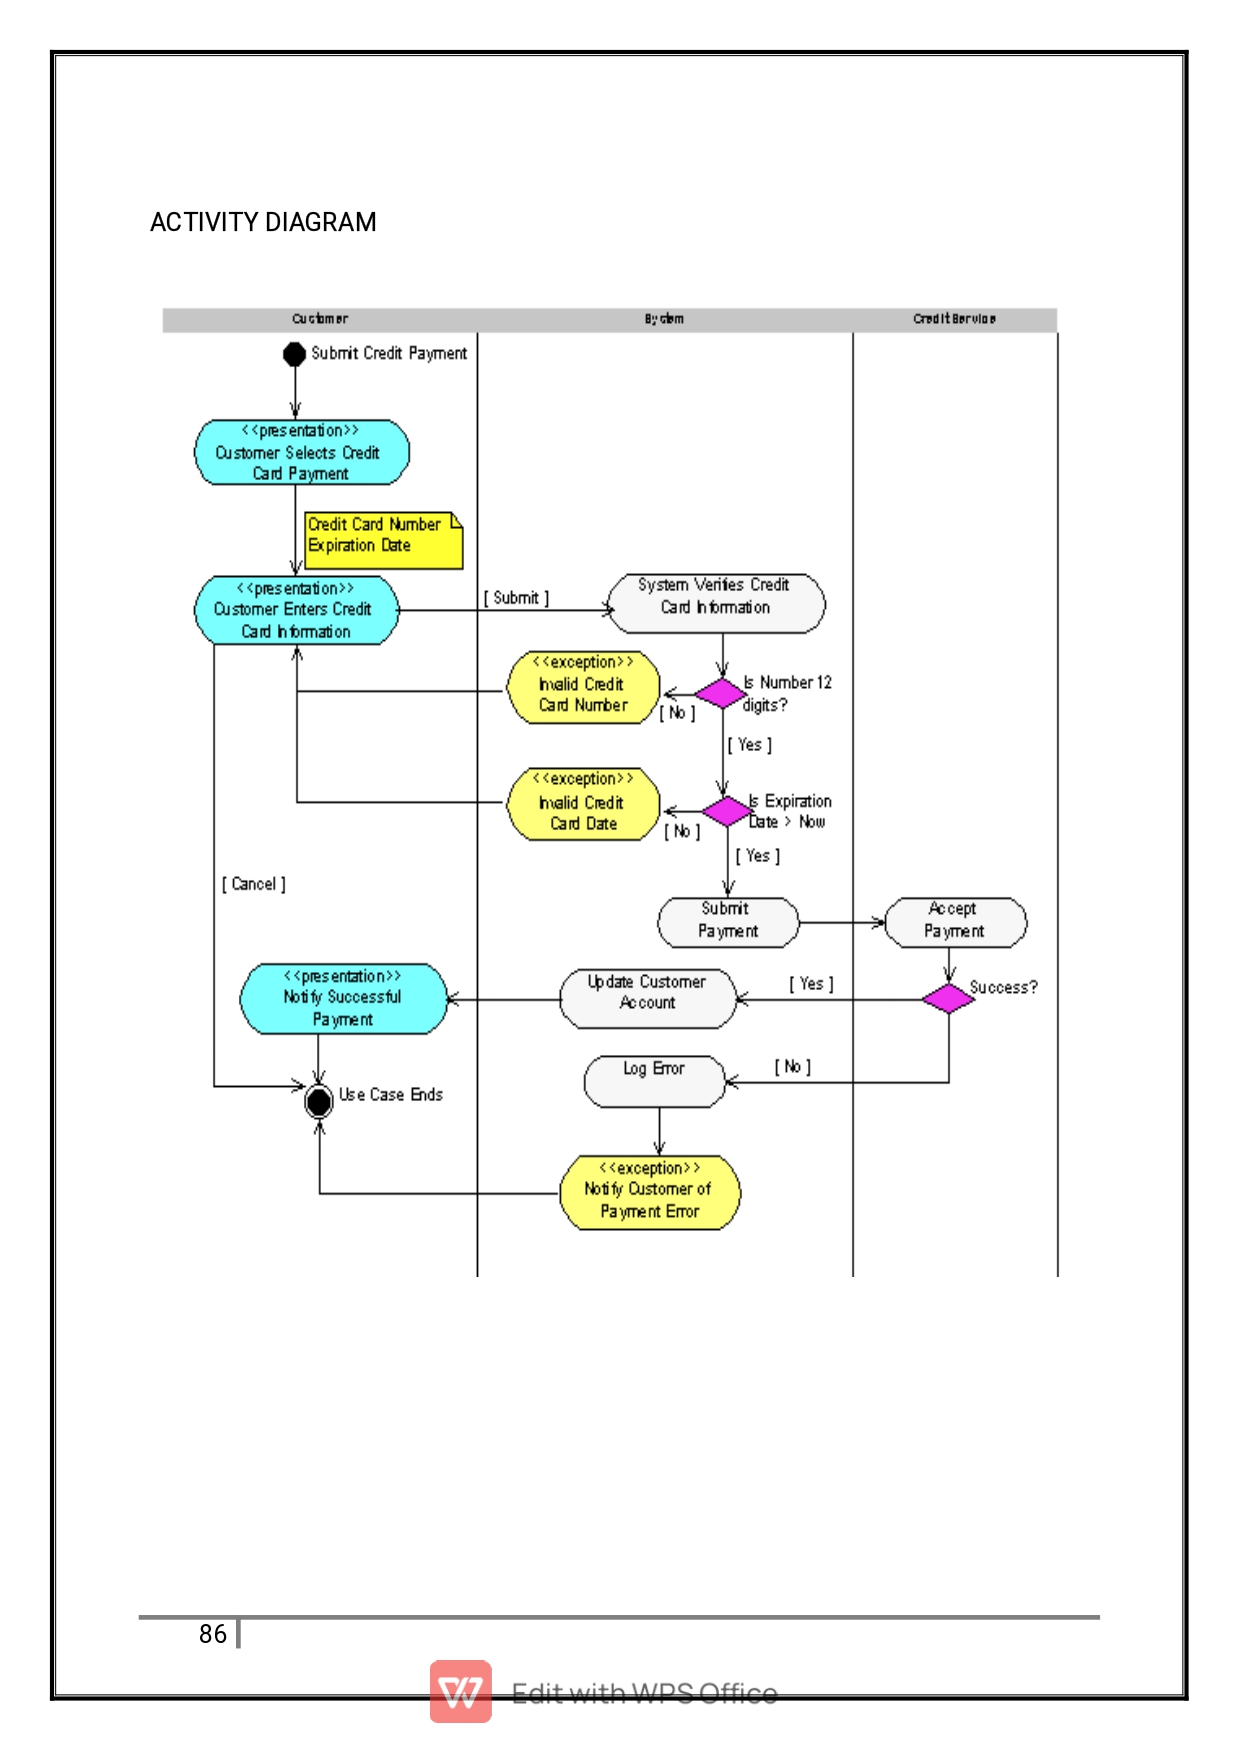 ACTIVITY DIAGRAM
Customer
System
Credit Service
Submit Credit Payment
<<presentation>>
Customer Selects Credit
Card Payment
Credit Card Number
Expiration Date
<<presentation>>
Customer Enters Credit
Card Information
[ Submit ]
System Verifies Credit
Card Information
<<exception>>
Invalid Credit
Card Number
[ No ]
Is Number 12
digits?
[ Yes ]
<<exception>>
Invalid Credit
Card Date
[ No ]
Is Expiration
Date > Now
[ Yes ]
[ Cancel ]
Submit
Payment
Accept
Payment
<<presentation>>
Notify Successful
Payment
Update Customer
Account
[ Yes ]
Success?
Log Error
[ No ]
Use Case Ends
<<exception>>
Notify Customer of
Payment Error
86
Edit with WPS Office